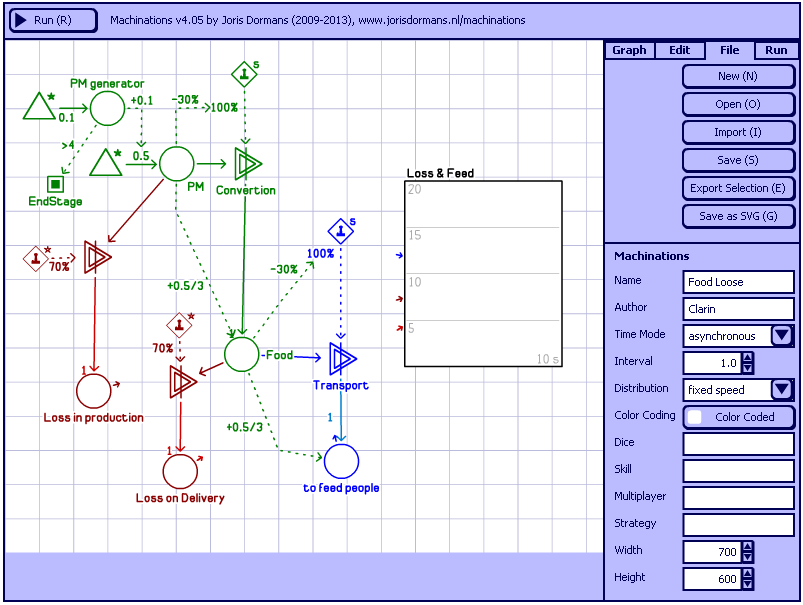 Run (R)
Machinations v4.05 by Joris Dormans (2009-2013), www.jorisdormans.nl/machinations
Graph Edit File Run
New (N)
Open (O)
Import (I)
Save (S)
Export Selection (E)
Save as SVG (G)
Machinations
Name Food Loose
Author Clarin
Time Mode asynchronous
Interval 1.0
Distribution fixed speed
Color Coding Color Coded
Dice
Skill
Multiplayer
Strategy
Width 700
Height 600
S
PM generator
*
+0.1
-30%
100%
0.1
>4
0.5
*
PM
Convertion
EndStage
Loss & Feed
20
15
10
5
10 s
S
100%
*
70%
-30%
+0.5/3
70%
*
Food
Transport
1
Loss in production
+0.5/3
1
1
Loss on Delivery
to feed people